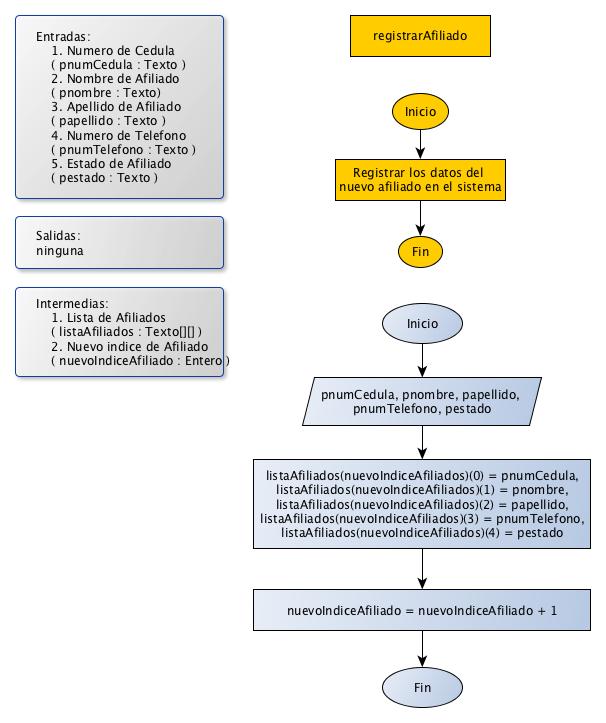 Entradas:
1. Numero de Cedula
( pnumCedula : Texto )
2. Nombre de Afiliado
( pnombre : Texto)
3. Apellido de Afiliado
( papellido : Texto )
4. Numero de Telefono
( pnumTelefono : Texto )
5. Estado de Afiliado
( pestado : Texto )
Salidas:
ninguna
Intermedias:
1. Lista de Afiliados
( listaAfiliados : Texto[][] )
2. Nuevo indice de Afiliado
( nuevoIndiceAfiliado : Entero )
registrarAfiliado
Inicio
Registrar los datos del
nuevo afiliado en el sistema
Fin
Inicio
pnumCedula, pnombre, papellido,
pnumTelefono, pestado
listaAfiliados(nuevoIndiceAfiliados)(0) = pnumCedula,
listaAfiliados(nuevoIndiceAfiliados)(1) = pnombre,
listaAfiliados(nuevoIndiceAfiliados)(2) = papellido,
listaAfiliados(nuevoIndiceAfiliados)(3) = pnumTelefono,
listaAfiliados(nuevoIndiceAfiliados)(4) = pestado
nuevoIndiceAfiliado = nuevoIndiceAfiliado + 1
Fin